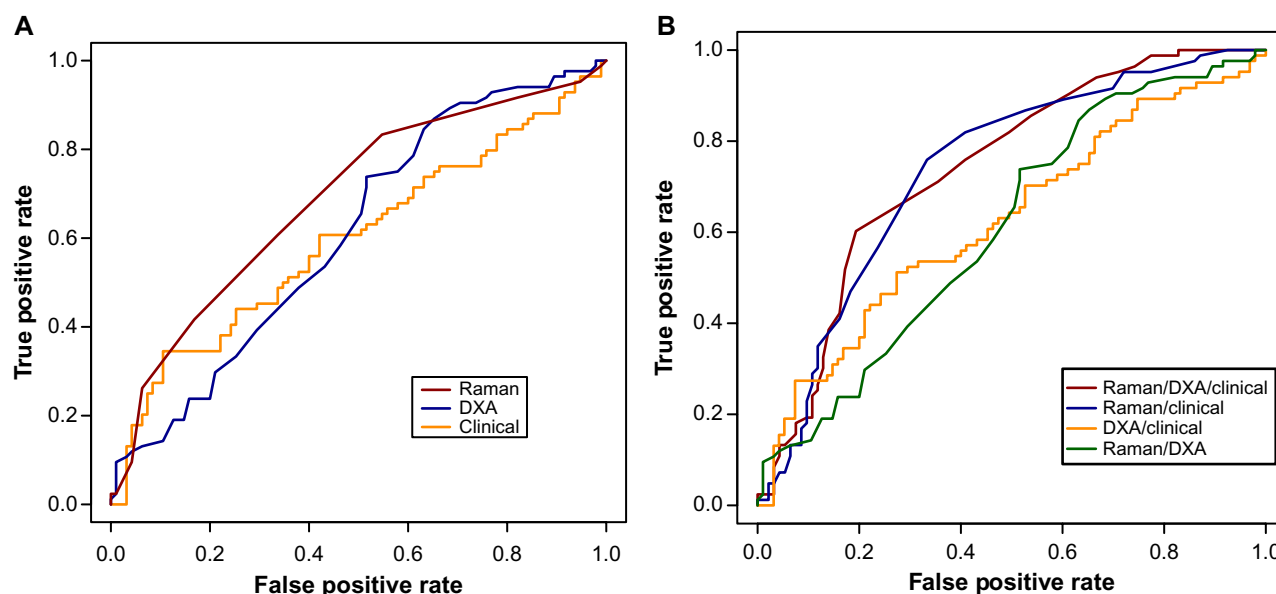 A
True positive rate
1.0
0.8
0.6
0.4
0.2
0.0
Raman
DXA
Clinical
0.0 0.2 0.4 0.6 0.8 1.0
False positive rate
B
True positive rate
1.0
0.8
0.6
0.4
0.2
0.0
Raman/DXA/clinical
Raman/clinical
DXA/clinical
Raman/DXA
0.0 0.2 0.4 0.6 0.8 1.0
False positive rate